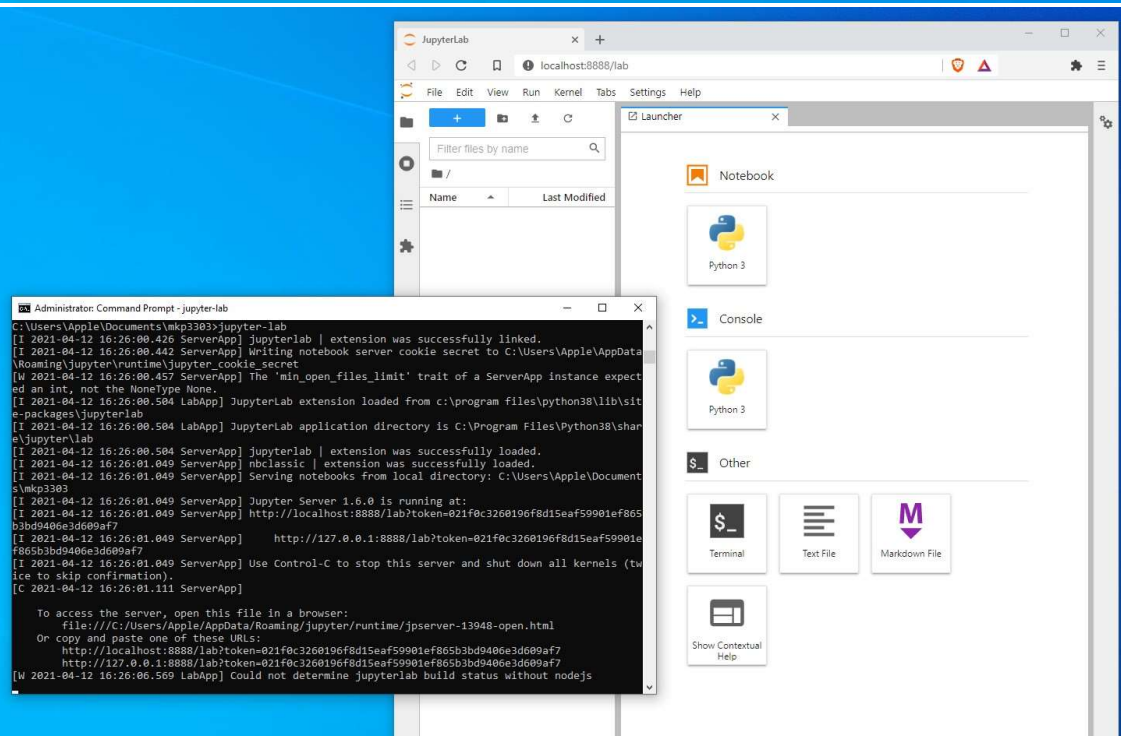 JupyterLab
localhost:8888/lab
File Edit View Run Kernel Tabs Settings Help
Launcher
Filter files by name
/
Name Last Modified
Notebook
Python 3
Console
Python 3
Other
$_
Terminal
Text File
M
Markdown File
Show Contextual
Help
Administrator: Command Prompt - jupyter-lab
C:\Users\Apple\Documents\mkp3303>jupyter-lab
[I 2021-04-12 16:26:00.426 ServerApp] jupyterlab | extension was successfully linked.
[I 2021-04-12 16:26:00.442 ServerApp] Writing notebook server cookie secret to C:\Users\Apple\AppData
\Roaming\jupyter\runtime\jupyter_cookie_secret
[W 2021-04-12 16:26:00.457 ServerApp] The 'min_open_files_limit' trait of a ServerApp instance expect
ed an int, not the NoneType None.
[I 2021-04-12 16:26:00.504 LabApp] JupyterLab extension loaded from c:\program files\python38\lib\sit
e-packages\jupyterlab
[I 2021-04-12 16:26:00.504 LabApp] JupyterLab application directory is C:\Program Files\Python38\shar
e\jupyter\lab
[I 2021-04-12 16:26:00.504 ServerApp] jupyterlab | extension was successfully loaded.
[I 2021-04-12 16:26:01.049 ServerApp] nbclassic | extension was successfully loaded.
[I 2021-04-12 16:26:01.049 ServerApp] Serving notebooks from local directory: C:\Users\Apple\Document
s\mkp3303
[I 2021-04-12 16:26:01.049 ServerApp] Jupyter Server 1.6.0 is running at:
[I 2021-04-12 16:26:01.049 ServerApp] http://localhost:8888/lab?token=021f0c3260196f8d15eaf59901ef865
b3bd9406e3d609af7
[I 2021-04-12 16:26:01.049 ServerApp]     http://127.0.0.1:8888/lab?token=021f0c3260196f8d15eaf59901e
f865b3bd9406e3d609af7
[I 2021-04-12 16:26:01.049 ServerApp] Use Control-C to stop this server and shut down all kernels (tw
ice to skip confirmation).
[C 2021-04-12 16:26:01.111 ServerApp]
To access the server, open this file in a browser:
file:///C:/Users/Apple/AppData/Roaming/jupyter/runtime/jpserver-13948-open.html
Or copy and paste one of these URLs:
http://localhost:8888/lab?token=021f0c3260196f8d15eaf59901ef865b3bd9406e3d609af7
http://127.0.0.1:8888/lab?token=021f0c3260196f8d15eaf59901ef865b3bd9406e3d609af7
[W 2021-04-12 16:26:06.569 LabApp] Could not determine jupyterlab build status without nodejs